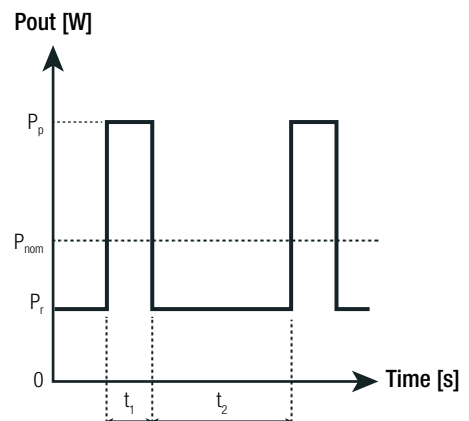 Pout [W]
Pₚ
Pₙₒₘ
Pᵣ
0
Time [s]
t₁
t₂